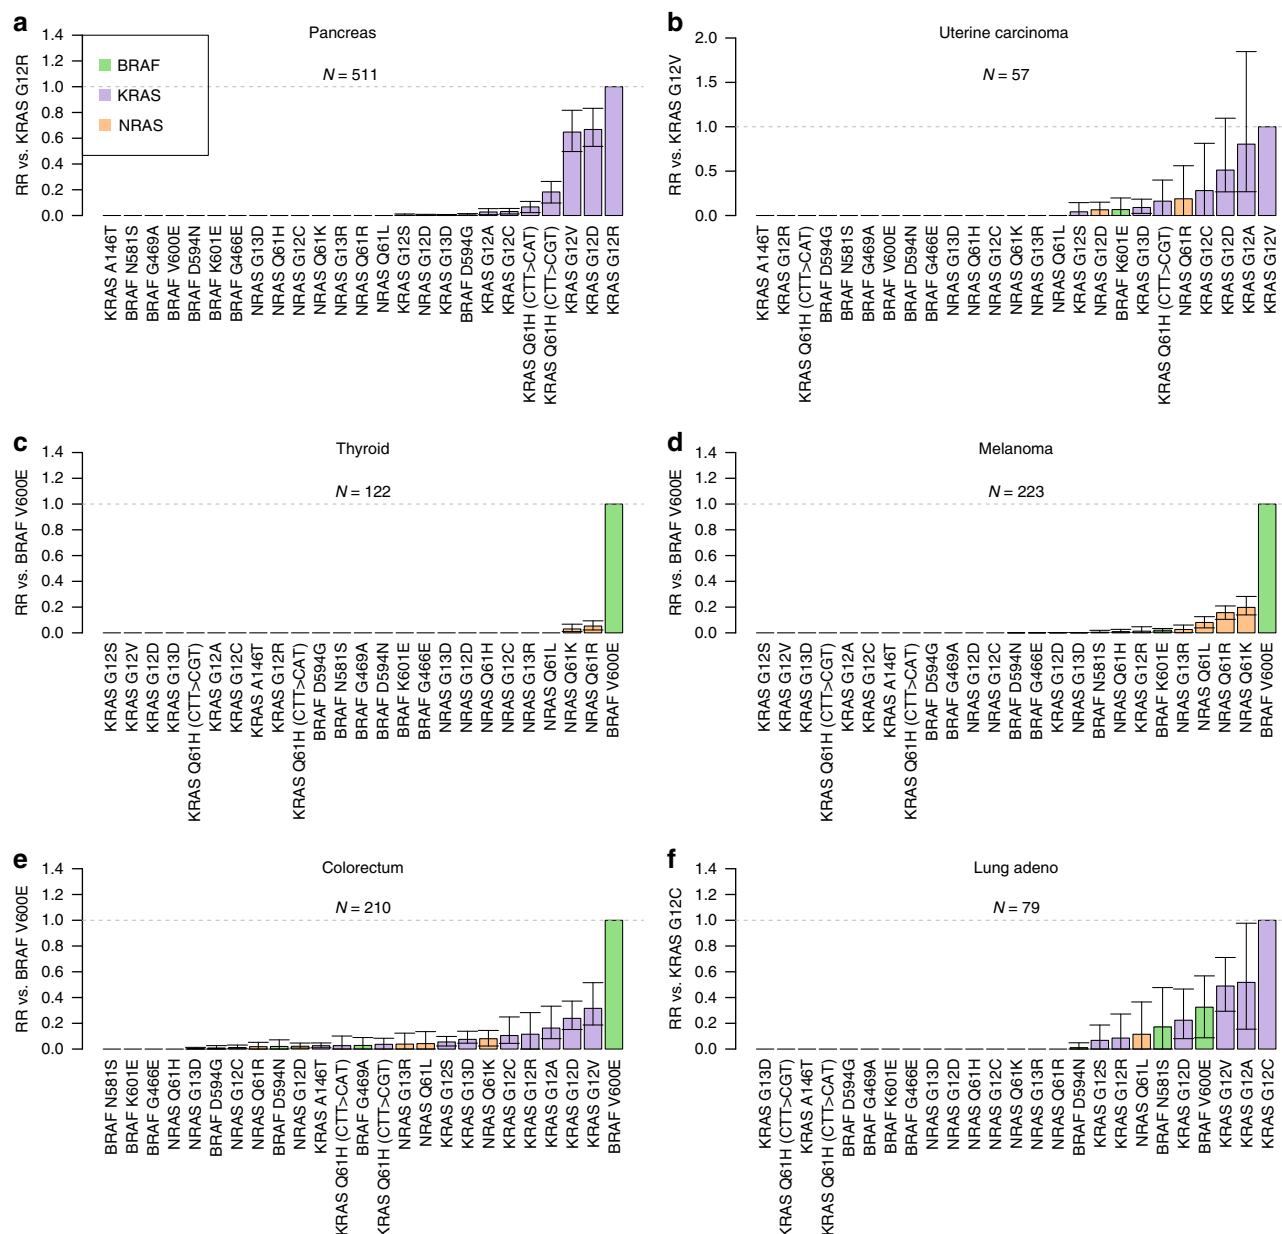 a
Pancreas
N = 511
BRAF
KRAS
NRAS
RR vs. KRAS G12R
1.4
1.2
1.0
0.8
0.6
0.4
0.2
0.0
KRAS A146T
BRAF N581S
BRAF G469A
BRAF V600E
BRAF D594N
BRAF K601E
BRAF G466E
NRAS G13D
NRAS Q61H
NRAS G12C
NRAS Q61K
NRAS G13R
NRAS Q61R
NRAS Q61L
KRAS G12S
NRAS G12D
KRAS G13D
BRAF D594G
KRAS G12A
KRAS G12C
KRAS Q61H (CTT>CAT)
KRAS Q61H (CTT>CGT)
KRAS G12V
KRAS G12D
KRAS G12R
b
Uterine carcinoma
N = 57
RR vs. KRAS G12V
2.0
1.5
1.0
0.5
0.0
KRAS A146T
KRAS G12R
KRAS Q61H (CTT>CAT)
BRAF D594G
BRAF N581S
BRAF G469A
BRAF V600E
BRAF D594N
BRAF G466E
NRAS G13D
NRAS Q61H
NRAS G12C
NRAS Q61K
NRAS G13R
NRAS Q61L
KRAS G12S
NRAS G12D
BRAF K601E
KRAS G13D
KRAS Q61H (CTT>CGT)
NRAS Q61R
KRAS G12C
KRAS G12D
KRAS G12A
KRAS G12V
c
Thyroid
N = 122
RR vs. BRAF V600E
1.4
1.2
1.0
0.8
0.6
0.4
0.2
0.0
KRAS G12S
KRAS G12V
KRAS G12D
KRAS G13D
KRAS Q61H (CTT>CGT)
KRAS G12A
KRAS G12C
KRAS A146T
KRAS G12R
KRAS Q61H (CTT>CAT)
BRAF D594G
BRAF N581S
BRAF G469A
BRAF D594N
BRAF K601E
BRAF G466E
NRAS G13D
NRAS G12D
NRAS Q61H
NRAS G12C
NRAS G13R
NRAS Q61L
NRAS Q61K
NRAS Q61R
BRAF V600E
d
Melanoma
N = 223
RR vs. BRAF V600E
1.4
1.2
1.0
0.8
0.6
0.4
0.2
0.0
KRAS G12S
KRAS G12V
KRAS G12D
KRAS Q61H (CTT>CGT)
KRAS G12A
KRAS G12C
KRAS A146T
KRAS Q61H (CTT>CAT)
BRAF D594G
BRAF G469A
NRAS G12D
NRAS G12C
BRAF D594N
BRAF G466E
KRAS G13D
NRAS G13D
BRAF N581S
NRAS Q61H
KRAS G12R
BRAF K601E
NRAS G13R
NRAS Q61L
NRAS Q61R
NRAS Q61K
BRAF V600E
e
Colorectum
N = 210
RR vs. BRAF V600E
1.4
1.2
1.0
0.8
0.6
0.4
0.2
0.0
BRAF N581S
BRAF K601E
BRAF G466E
NRAS Q61H
NRAS G13D
BRAF D594G
NRAS G12C
NRAS Q61R
BRAF D594N
NRAS G12D
KRAS A146T
KRAS Q61H (CTT>CAT)
BRAF G469A
KRAS Q61H (CTT>CGT)
NRAS G13R
NRAS Q61L
KRAS G12S
KRAS G13D
NRAS Q61K
KRAS G12C
KRAS G12R
KRAS G12A
KRAS G12D
KRAS G12V
BRAF V600E
f
Lung adeno
N = 79
RR vs. KRAS G12C
1.4
1.2
1.0
0.8
0.6
0.4
0.2
0.0
KRAS G13D
KRAS Q61H (CTT>CGT)
KRAS A146T
KRAS Q61H (CTT>CAT)
BRAF D594G
BRAF G469A
BRAF K601E
BRAF G466E
NRAS G13D
NRAS G12D
NRAS Q61H
NRAS G12C
NRAS Q61K
NRAS G13R
NRAS Q61R
BRAF D594N
KRAS G12S
KRAS G12R
NRAS Q61L
BRAF N581S
KRAS G12D
BRAF V600E
KRAS G12V
KRAS G12A
KRAS G12C